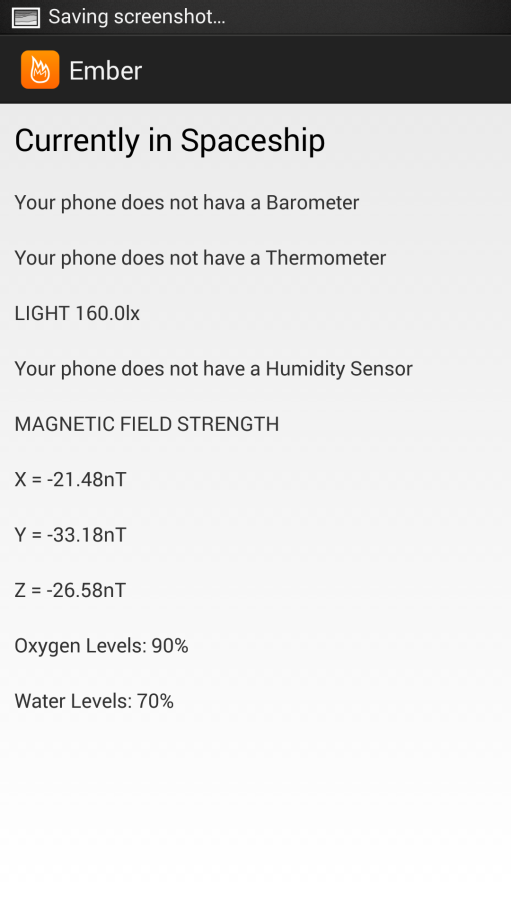 Saving screenshot...
Ember
Currently in Spaceship
Your phone does not hava a Barometer
Your phone does not have a Thermometer
LIGHT 160.0lx
Your phone does not have a Humidity Sensor
MAGNETIC FIELD STRENGTH
X = -21.48nT
Y = -33.18nT
Z = -26.58nT
Oxygen Levels: 90%
Water Levels: 70%